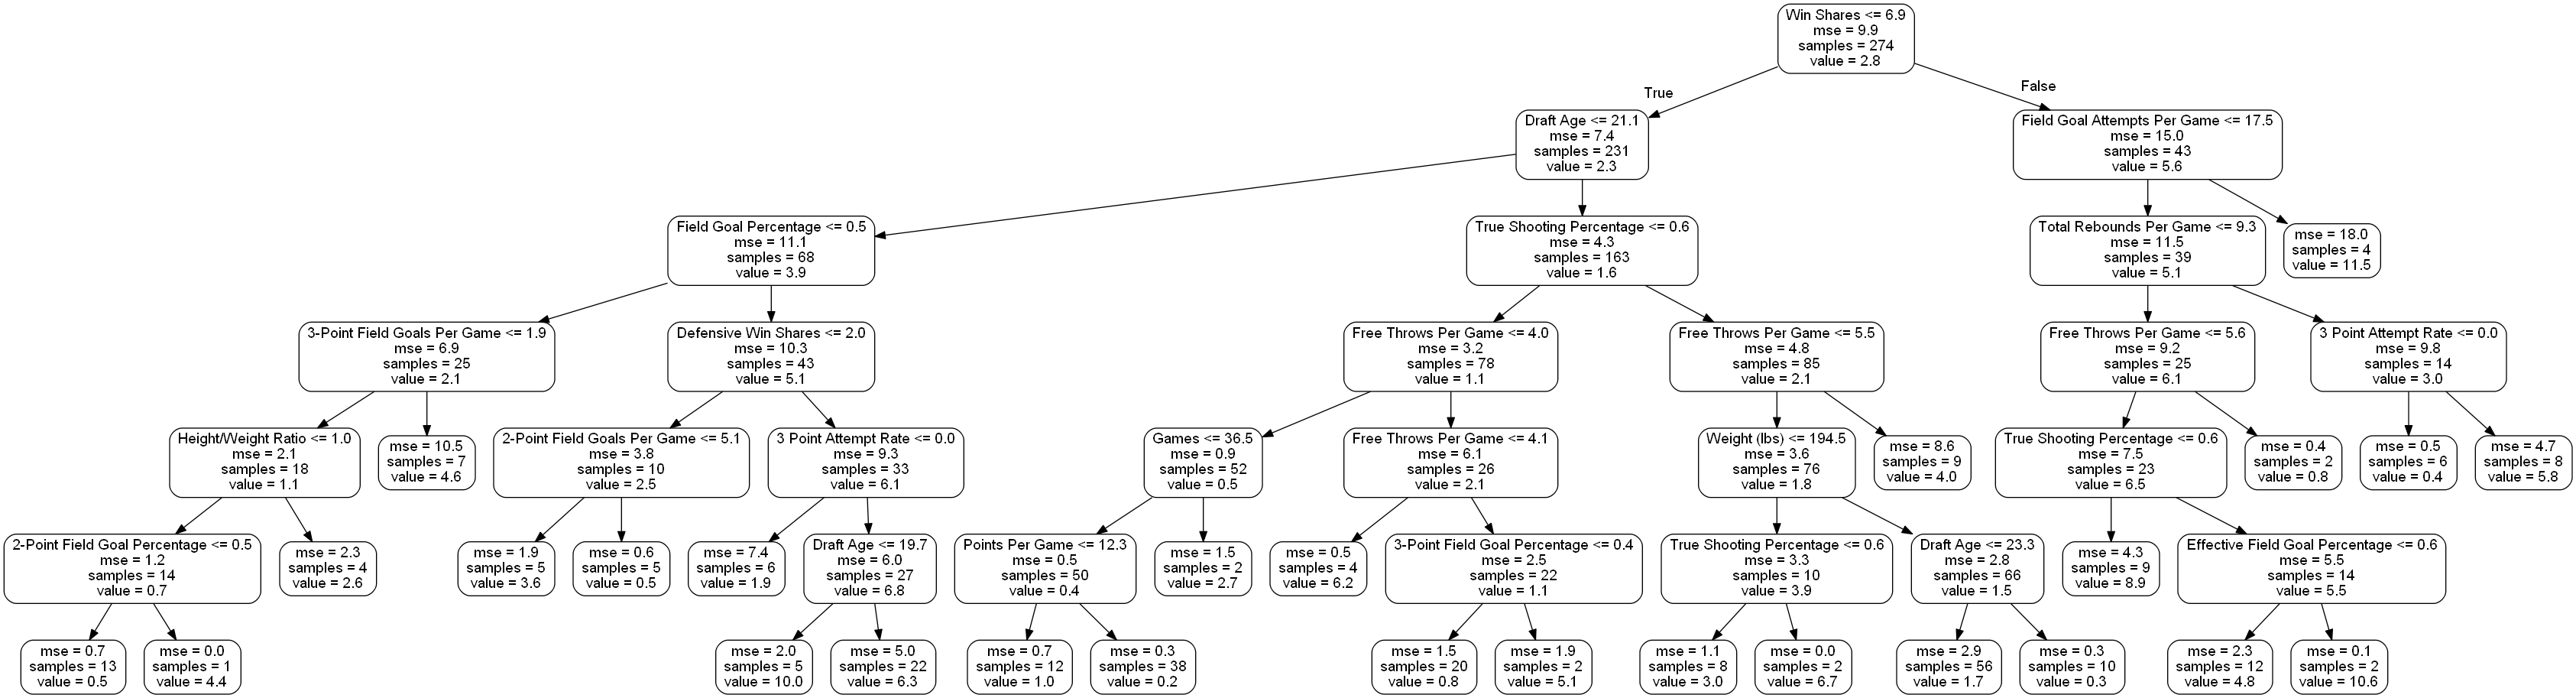 Win Shares <= 6.9
mse = 9.9
samples = 274
value = 2.8
True
False
Draft Age <= 21.1
mse = 7.4
samples = 231
value = 2.3
Field Goal Attempts Per Game <= 17.5
mse = 15.0
samples = 43
value = 5.6
Field Goal Percentage <= 0.5
mse = 11.1
samples = 68
value = 3.9
True Shooting Percentage <= 0.6
mse = 4.3
samples = 163
value = 1.6
Total Rebounds Per Game <= 9.3
mse = 11.5
samples = 39
value = 5.1
mse = 18.0
samples = 4
value = 11.5
3-Point Field Goals Per Game <= 1.9
mse = 6.9
samples = 25
value = 2.1
Defensive Win Shares <= 2.0
mse = 10.3
samples = 43
value = 5.1
Free Throws Per Game <= 4.0
mse = 3.2
samples = 78
value = 1.1
Free Throws Per Game <= 5.5
mse = 4.8
samples = 85
value = 2.1
Free Throws Per Game <= 5.6
mse = 9.2
samples = 25
value = 6.1
3 Point Attempt Rate <= 0.0
mse = 9.8
samples = 14
value = 3.0
Height/Weight Ratio <= 1.0
mse = 2.1
samples = 18
value = 1.1
mse = 10.5
samples = 7
value = 4.6
2-Point Field Goals Per Game <= 5.1
mse = 3.8
samples = 10
value = 2.5
3 Point Attempt Rate <= 0.0
mse = 9.3
samples = 33
value = 6.1
Games <= 36.5
mse = 0.9
samples = 52
value = 0.5
Free Throws Per Game <= 4.1
mse = 6.1
samples = 26
value = 2.1
Weight (lbs) <= 194.5
mse = 3.6
samples = 76
value = 1.8
mse = 8.6
samples = 9
value = 4.0
True Shooting Percentage <= 0.6
mse = 7.5
samples = 23
value = 6.5
mse = 0.4
samples = 2
value = 0.8
mse = 0.5
samples = 6
value = 0.4
mse = 4.7
samples = 8
value = 5.8
2-Point Field Goal Percentage <= 0.5
mse = 1.2
samples = 14
value = 0.7
mse = 2.3
samples = 4
value = 2.6
mse = 1.9
samples = 5
value = 3.6
mse = 0.6
samples = 5
value = 0.5
mse = 7.4
samples = 6
value = 1.9
Draft Age <= 19.7
mse = 6.0
samples = 27
value = 6.8
Points Per Game <= 12.3
mse = 0.5
samples = 50
value = 0.4
mse = 1.5
samples = 2
value = 2.7
mse = 0.5
samples = 4
value = 6.2
3-Point Field Goal Percentage <= 0.4
mse = 2.5
samples = 22
value = 1.1
True Shooting Percentage <= 0.6
mse = 3.3
samples = 10
value = 3.9
Draft Age <= 23.3
mse = 2.8
samples = 66
value = 1.5
mse = 4.3
samples = 9
value = 8.9
Effective Field Goal Percentage <= 0.6
mse = 5.5
samples = 14
value = 5.5
mse = 0.7
samples = 13
value = 0.5
mse = 0.0
samples = 1
value = 4.4
mse = 2.0
samples = 5
value = 10.0
mse = 5.0
samples = 22
value = 6.3
mse = 0.7
samples = 12
value = 1.0
mse = 0.3
samples = 38
value = 0.2
mse = 1.5
samples = 20
value = 0.8
mse = 1.9
samples = 2
value = 5.1
mse = 1.1
samples = 8
value = 3.0
mse = 0.0
samples = 2
value = 6.7
mse = 2.9
samples = 56
value = 1.7
mse = 0.3
samples = 10
value = 0.3
mse = 2.3
samples = 12
value = 4.8
mse = 0.1
samples = 2
value = 10.6